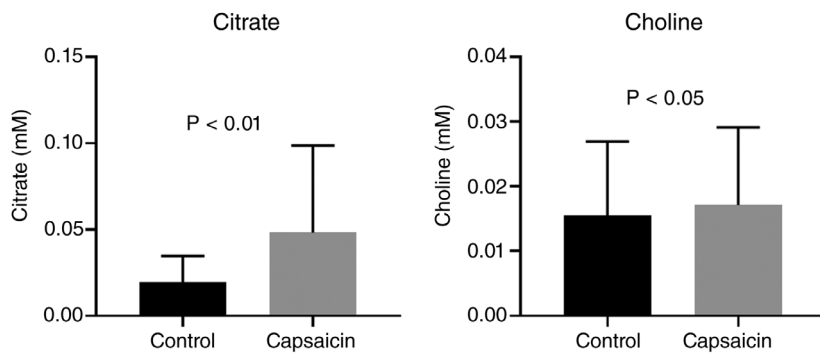 Citrate
0.15
0.10
0.05
0.00
Citrate (mM)
P < 0.01
Control
Capsaicin
Choline
0.04
0.03
0.02
0.01
0.00
Choline (mM)
P < 0.05
Control
Capsaicin